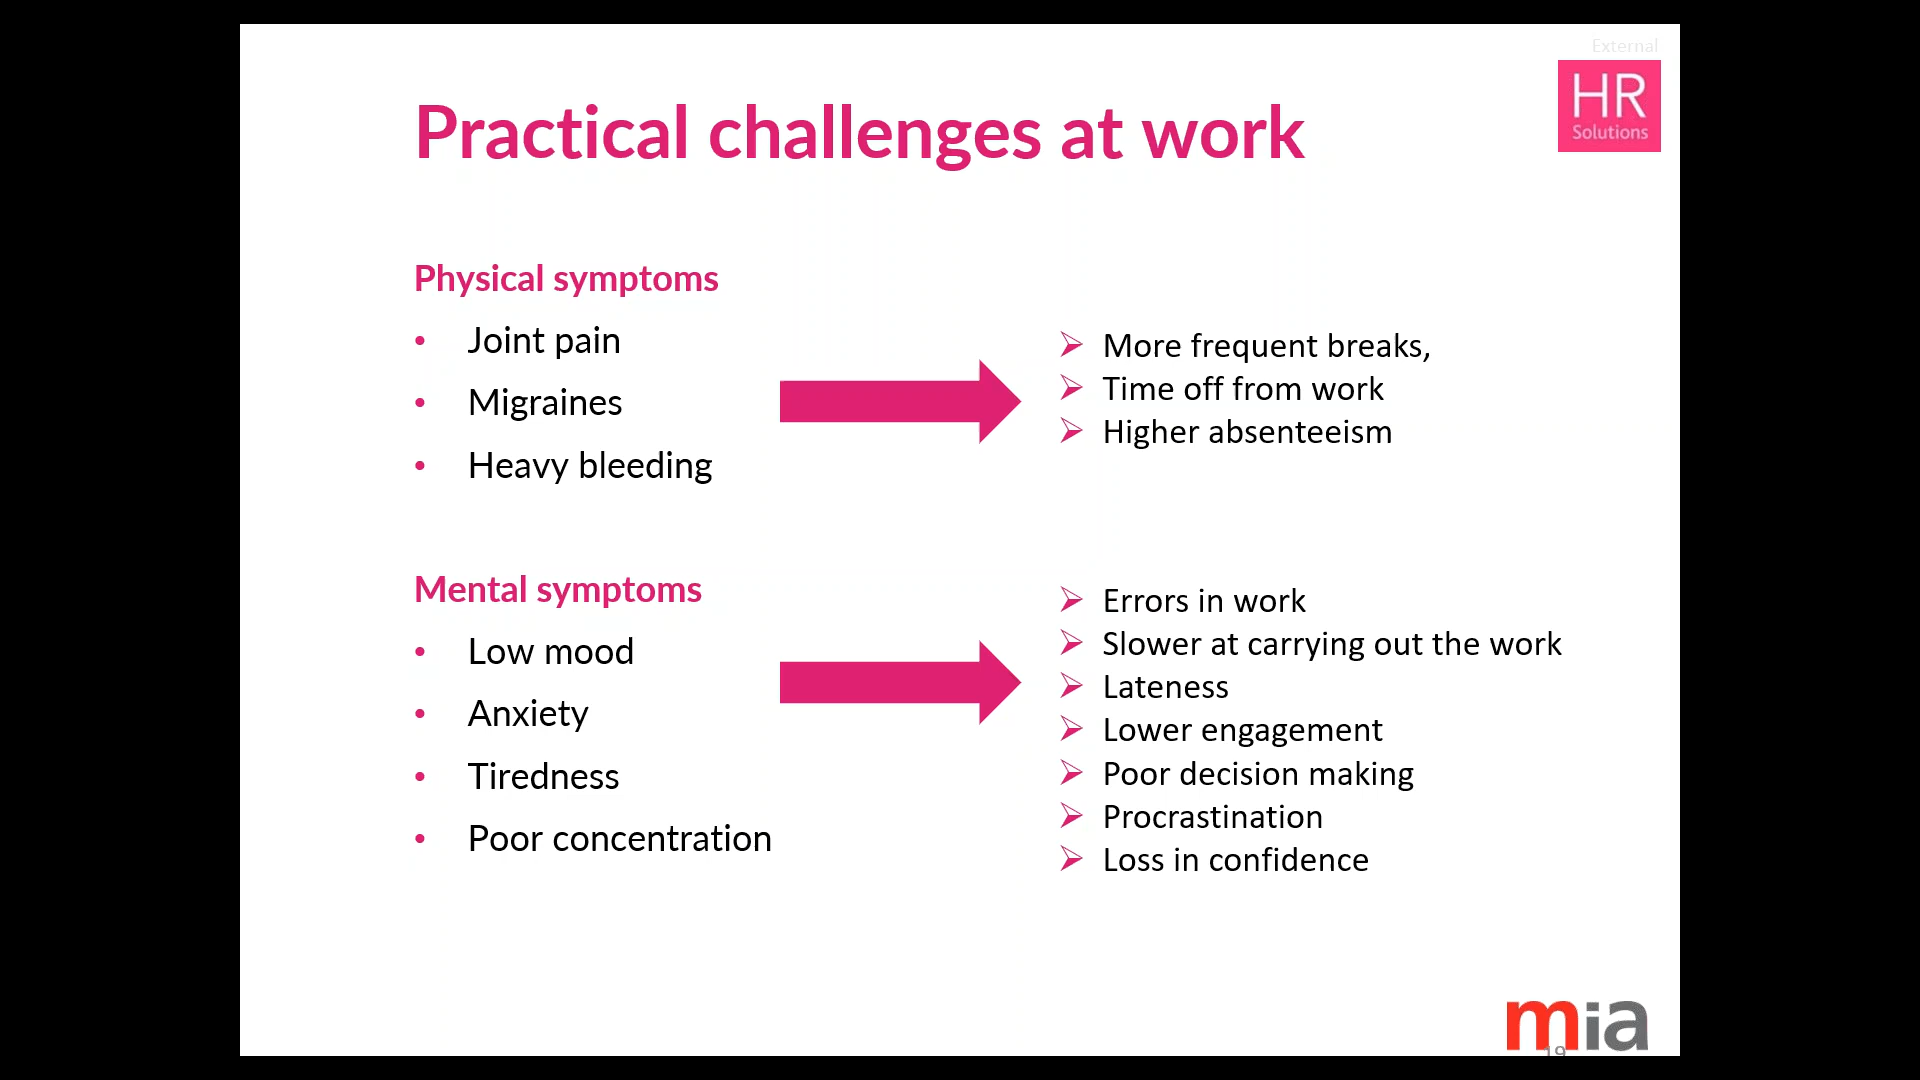 External
HR
Solutions
Practical challenges at work
Physical symptoms
• Joint pain
• Migraines
• Heavy bleeding
➢ More frequent breaks,
➢ Time off from work
➢ Higher absenteeism
Mental symptoms
• Low mood
• Anxiety
• Tiredness
• Poor concentration
➢ Errors in work
➢ Slower at carrying out the work
➢ Lateness
➢ Lower engagement
➢ Poor decision making
➢ Procrastination
➢ Loss in confidence
mia
19